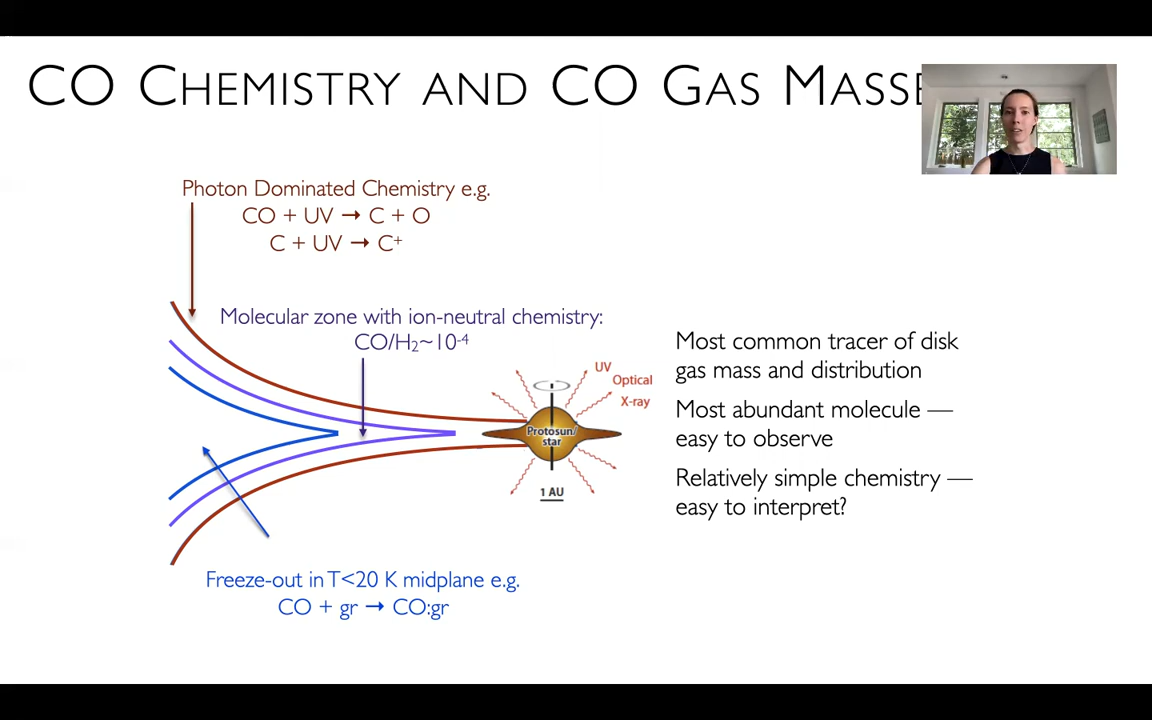 CO CHEMISTRY AND CO GAS MASSE
Photon Dominated Chemistry e.g.
CO + UV → C + O
C + UV → C⁺
Molecular zone with ion-neutral chemistry:
CO/H₂~10⁻⁴
UV
Optical
X-ray
Protosun/
star
1 AU
Freeze-out in T<20 K midplane e.g.
CO + gr → CO:gr
Most common tracer of disk
gas mass and distribution
Most abundant molecule —
easy to observe
Relatively simple chemistry —
easy to interpret?